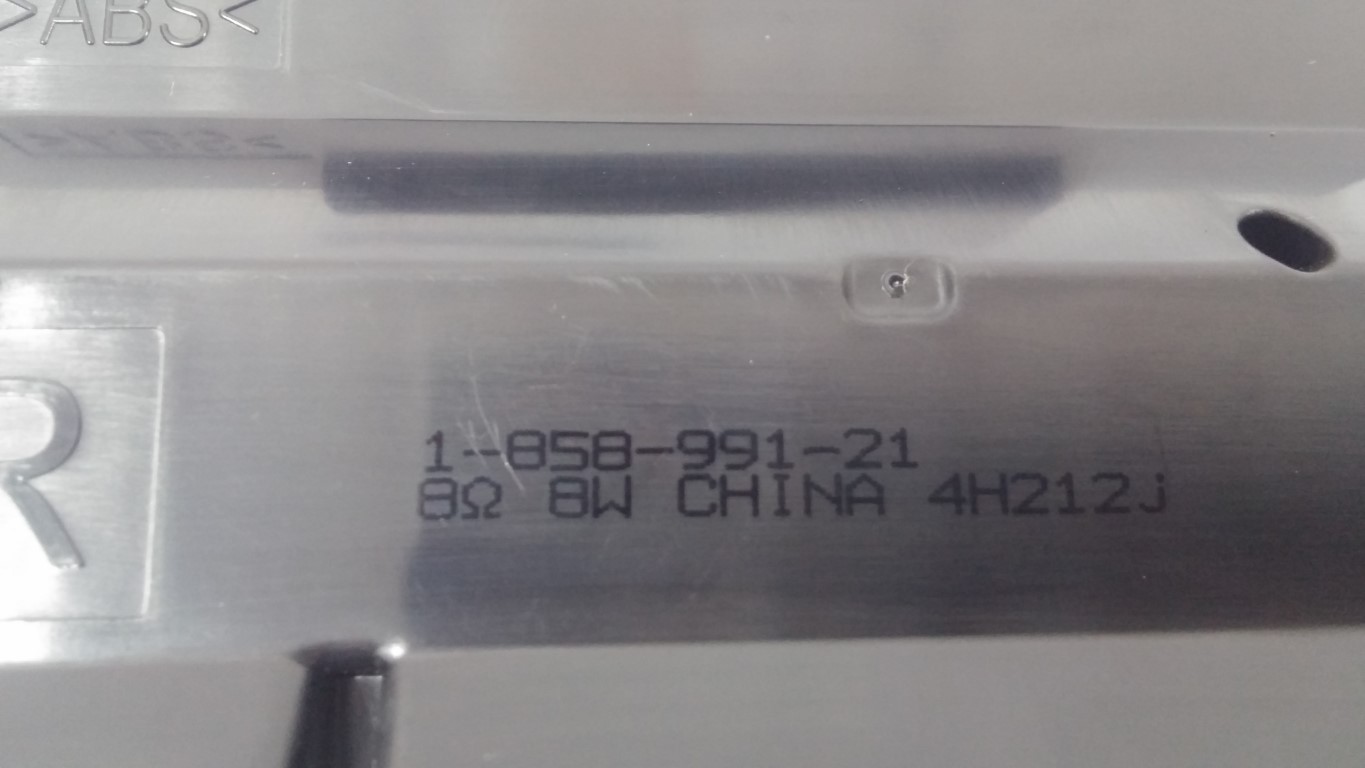 >ABS<
R
1-858-991-21
8Ω 8W CHINA 4H212j